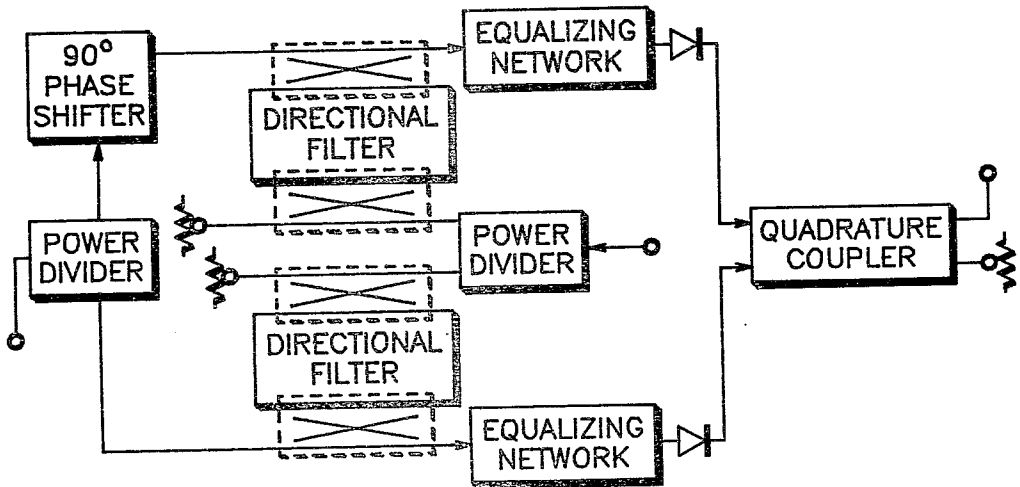 90°
PHASE
SHIFTER
EQUALIZING
NETWORK
DIRECTIONAL
FILTER
POWER
DIVIDER
POWER
DIVIDER
QUADRATURE
COUPLER
DIRECTIONAL
FILTER
EQUALIZING
NETWORK